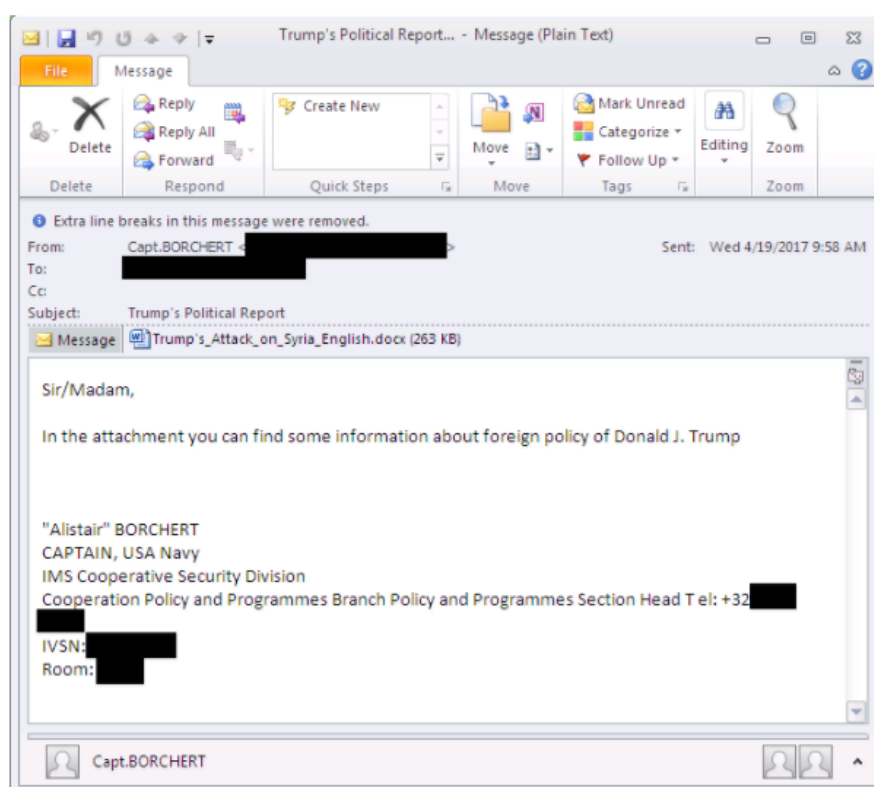 Trump's Political Report... - Message (Plain Text)
File Message
Delete
Reply
Reply All
Forward
Create New
Move
Mark Unread
Categorize
Follow Up
Editing
Zoom
Delete Respond Quick Steps Move Tags Zoom
Extra line breaks in this message were removed.
From: Capt.BORCHERT < > Sent: Wed 4/19/2017 9:58 AM
To:
Cc:
Subject: Trump's Political Report
Message Trump's_Attack_on_Syria_English.docx (263 KB)
Sir/Madam,
In the attachment you can find some information about foreign policy of Donald J. Trump
"Alistair" BORCHERT
CAPTAIN, USA Navy
IMS Cooperative Security Division
Cooperation Policy and Programmes Branch Policy and Programmes Section Head T el: +32
IVSN:
Room:
Capt.BORCHERT